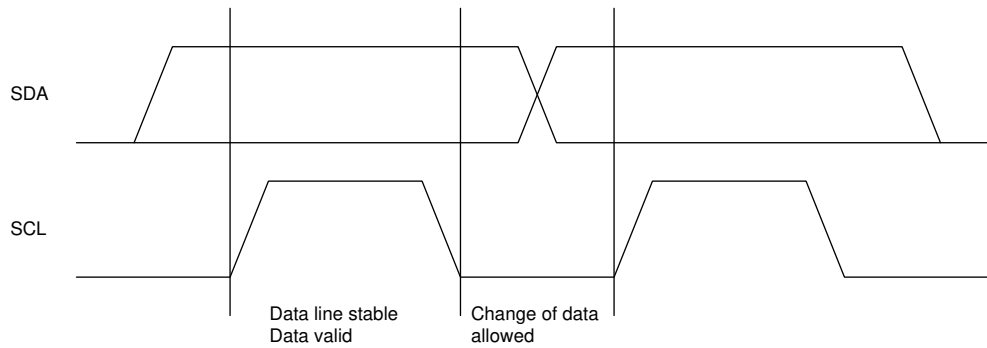 SDA
SCL
Data line stable
Data valid
Change of data
allowed